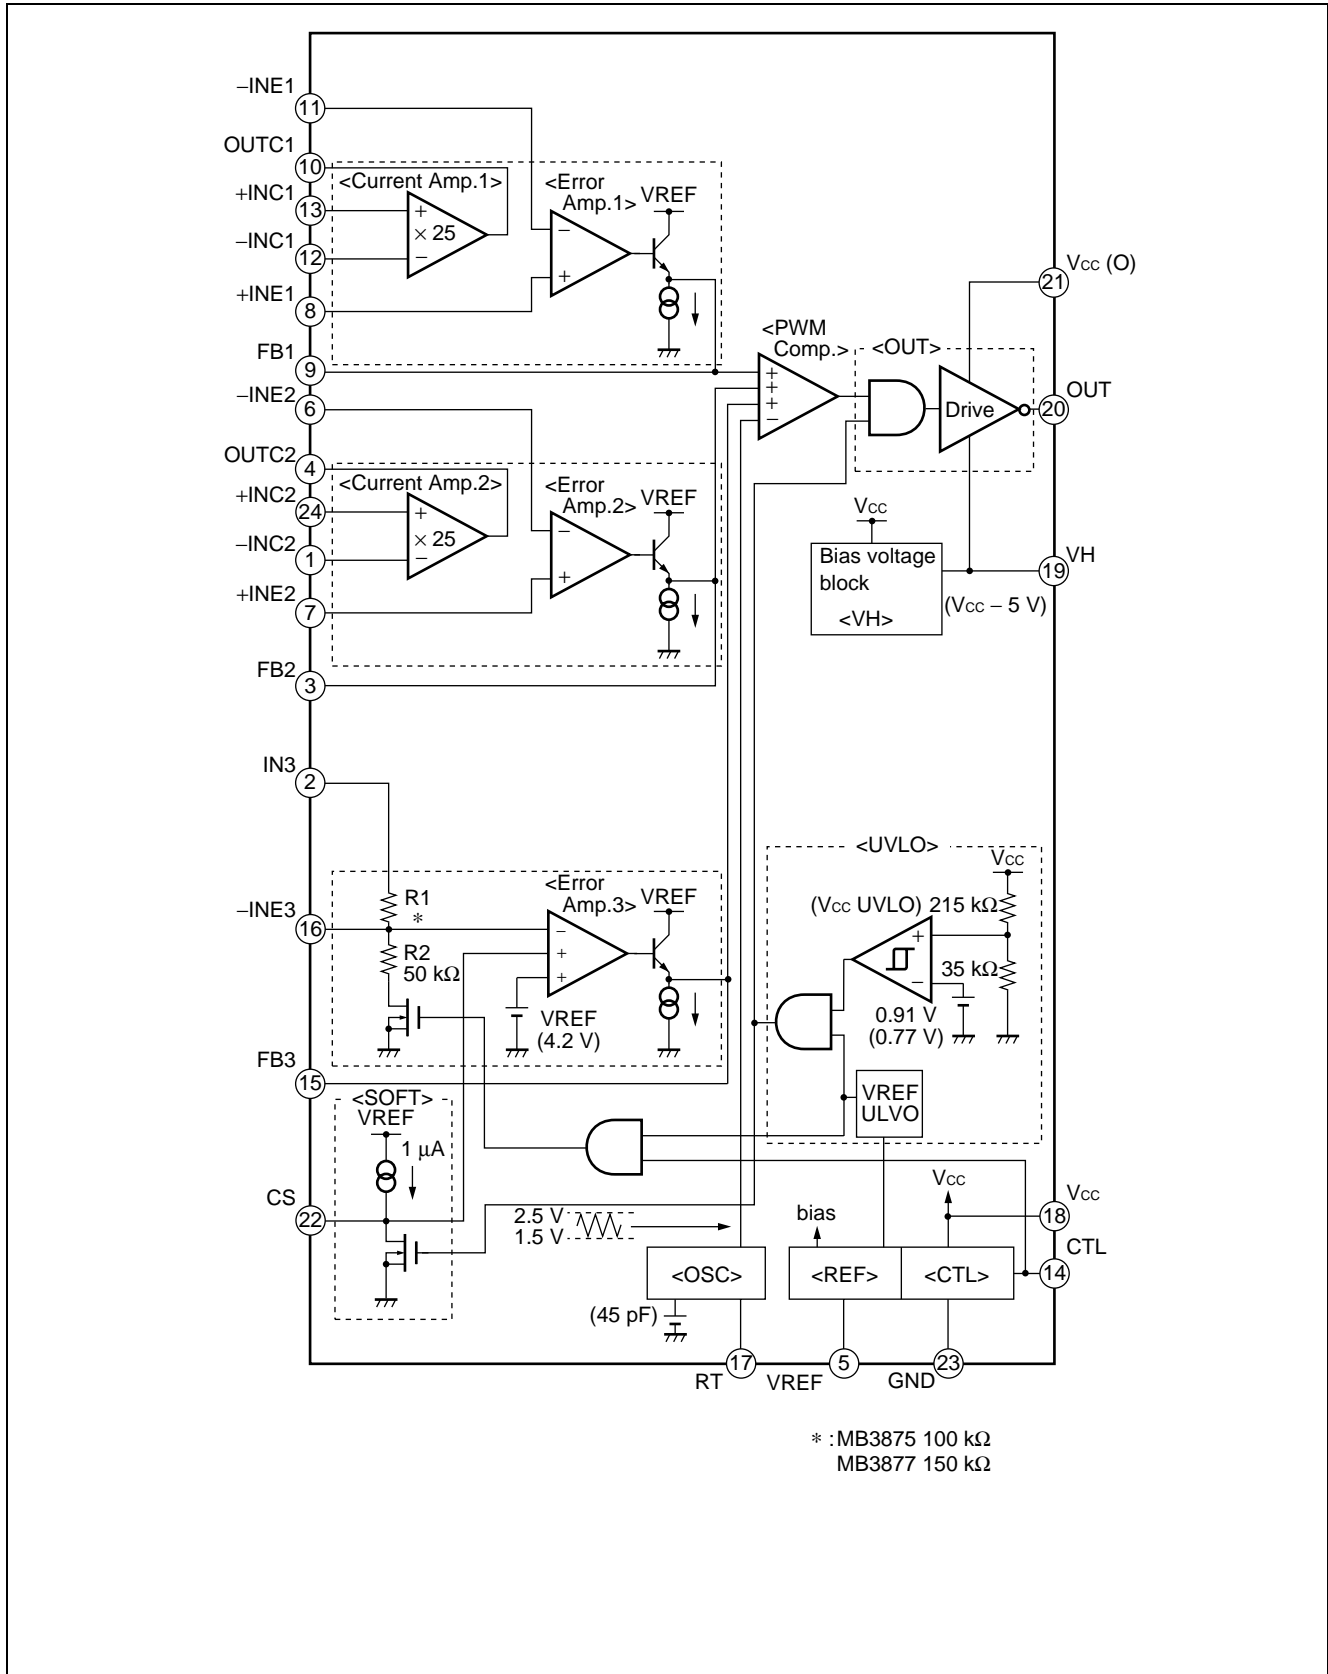 −INE1
11
OUTC1
10
<Current Amp.1>
<Error
Amp.1>
VREF
+INC1
13
+
× 25
−INC1
12
−
−
+INE1
8
+
VCC (O)
21
FB1
9
<PWM
Comp.>
<OUT>
+
+
+
−
Drive
OUT
20
−INE2
6
OUTC2
4
<Current Amp.2>
<Error
Amp.2>
VREF
+INC2
24
+
× 25
−INC2
1
−
−
+INE2
7
+
VCC
Bias voltage
block
<VH>
VH
19
(VCC − 5 V)
FB2
3
IN3
2
<UVLO>
VCC
R1
*
<Error
Amp.3>
VREF
(VCC UVLO)
215 kΩ
−INE3
16
−
+
+
R2
50 kΩ
+
−
35 kΩ
VREF
(4.2 V)
0.91 V
(0.77 V)
FB3
15
<SOFT>
VREF
1 µA
VREF
ULVO
CS
22
2.5 V
1.5 V
bias
VCC
VCC
18
CTL
14
<OSC>
<REF>
<CTL>
(45 pF)
17
5
23
RT
VREF
GND
* : MB3875 100 kΩ
MB3877 150 kΩ